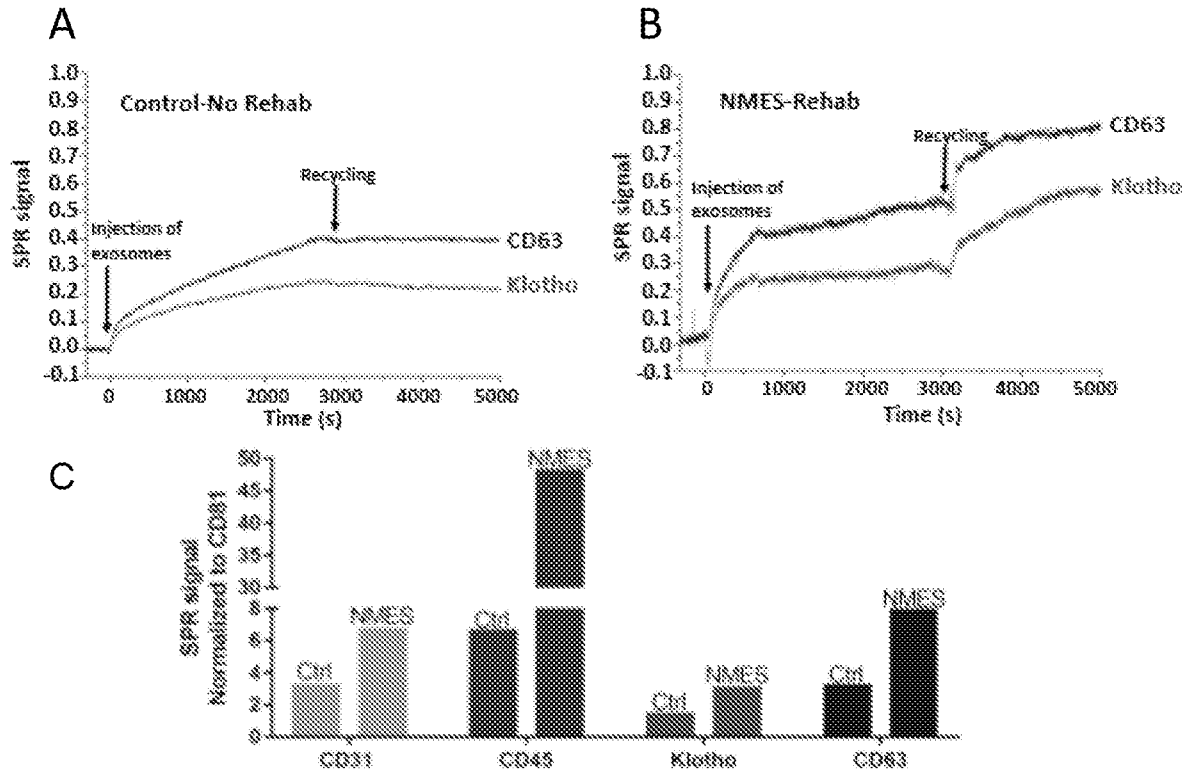 A
Control-No Rehab
1.0
0.9
0.8
0.7
0.6
0.5
0.4
0.3
0.2
0.1
0.0
-0.1
SPR signal
Injection of
exosomes
Recycling
CD63
Klotho
0 1000 2000 3000 4000 5000
Time (s)
B
NMES-Rehab
1.0
0.9
0.8
0.7
0.6
0.5
0.4
0.3
0.2
0.1
0.0
-0.1
SPR signal
Injection of
exosomes
Recycling
CD63
Klotho
0 1000 2000 3000 4000 5000
Time (s)
C
SPR signal
Normalized to CD81
50
45
40
35
30
8
6
4
2
0
Ctrl
NMES
Ctrl
NMES
Ctrl
NMES
Ctrl
NMES
CD31 CD45 Klotho CD63